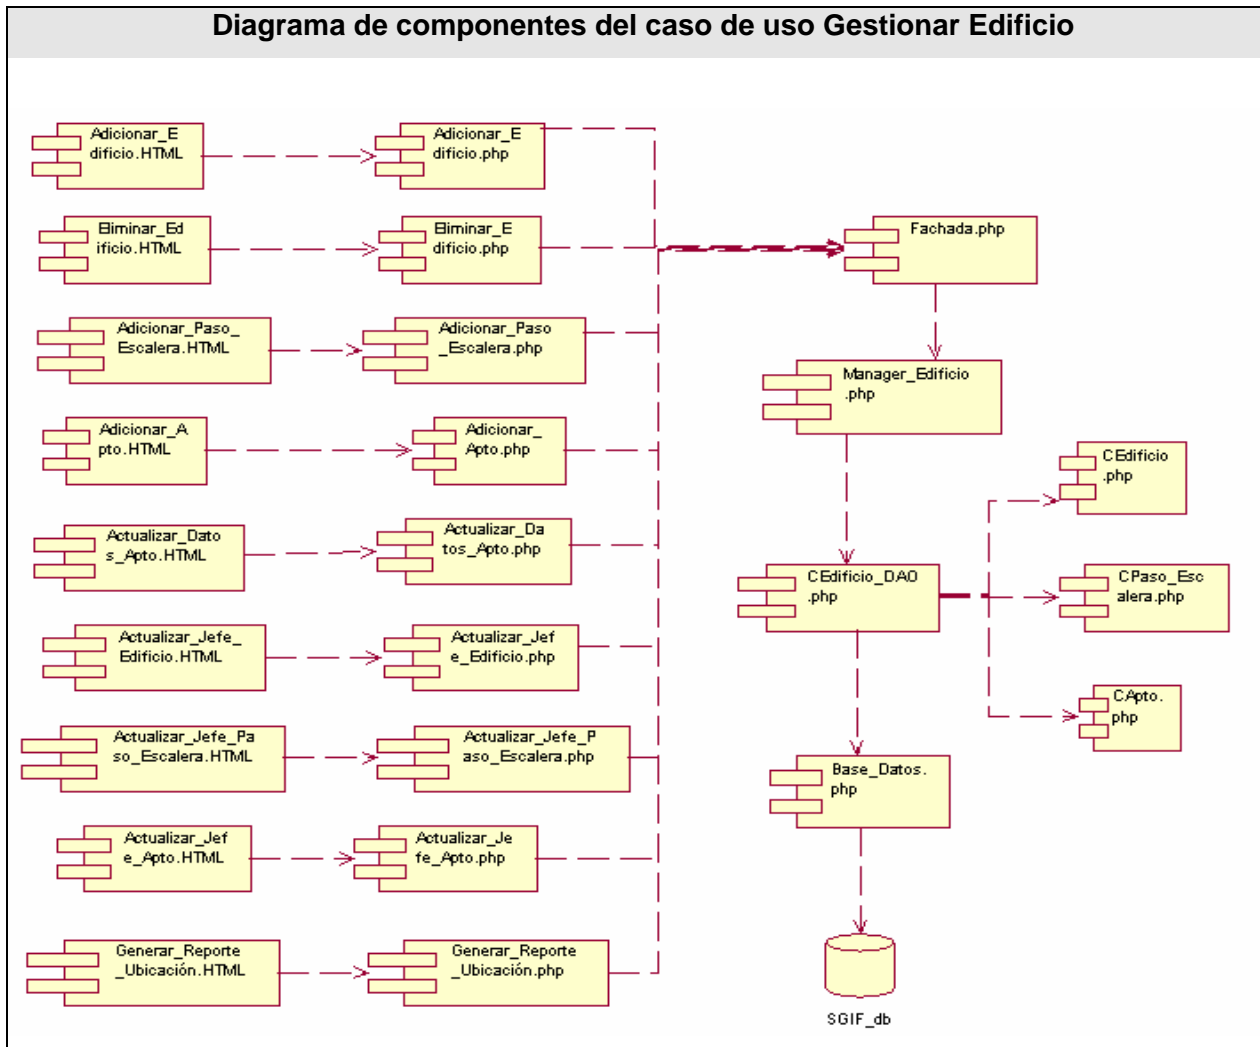 Diagrama de componentes del caso de uso Gestionar Edificio
Adicionar_E
dificio.HTML
Adicionar_E
dificio.php
Eliminar_Ed
ificio.HTML
Eliminar_E
dificio.php
Fachada.php
Adicionar_Paso_
Escalera.HTML
Adicionar_Paso
_Escalera.php
Manager_Edificio
.php
Adicionar_A
pto.HTML
Adicionar_
Apto.php
CEdificio
.php
Actualizar_Dato
s_Apto.HTML
Actualizar_Da
tos_Apto.php
CEdificio_DAO
.php
CPaso_Esc
alera.php
Actualizar_Jefe_
Edificio.HTML
Actualizar_Jef
e_Edificio.php
CApto.
php
Actualizar_Jefe_Pa
so_Escalera.HTML
Actualizar_Jefe_P
aso_Escalera.php
Base_Datos.
php
Actualizar_Jef
e_Apto.HTML
Actualizar_Je
fe_Apto.php
Generar_Reporte
_Ubicación.HTML
Generar_Reporte
_Ubicación.php
SGIF_db